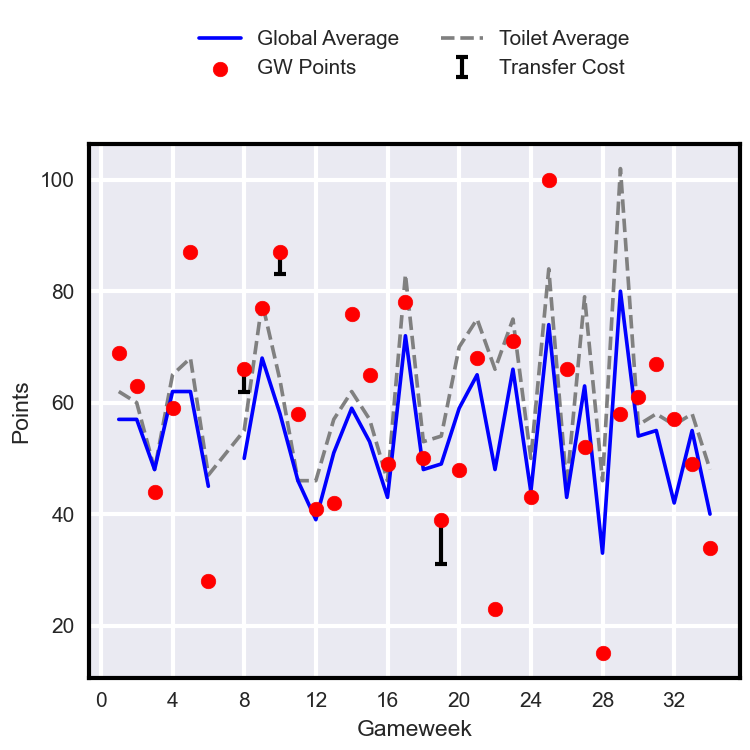 Global Average
Toilet Average
GW Points
Transfer Cost
100
80
60
40
20
Points
0 4 8 12 16 20 24 28 32
Gameweek